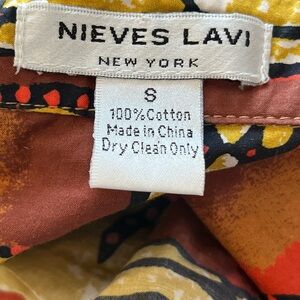 NIEVES LAVI
NEW YORK
S
100%Cotton
Made in China
Dry Clean Only